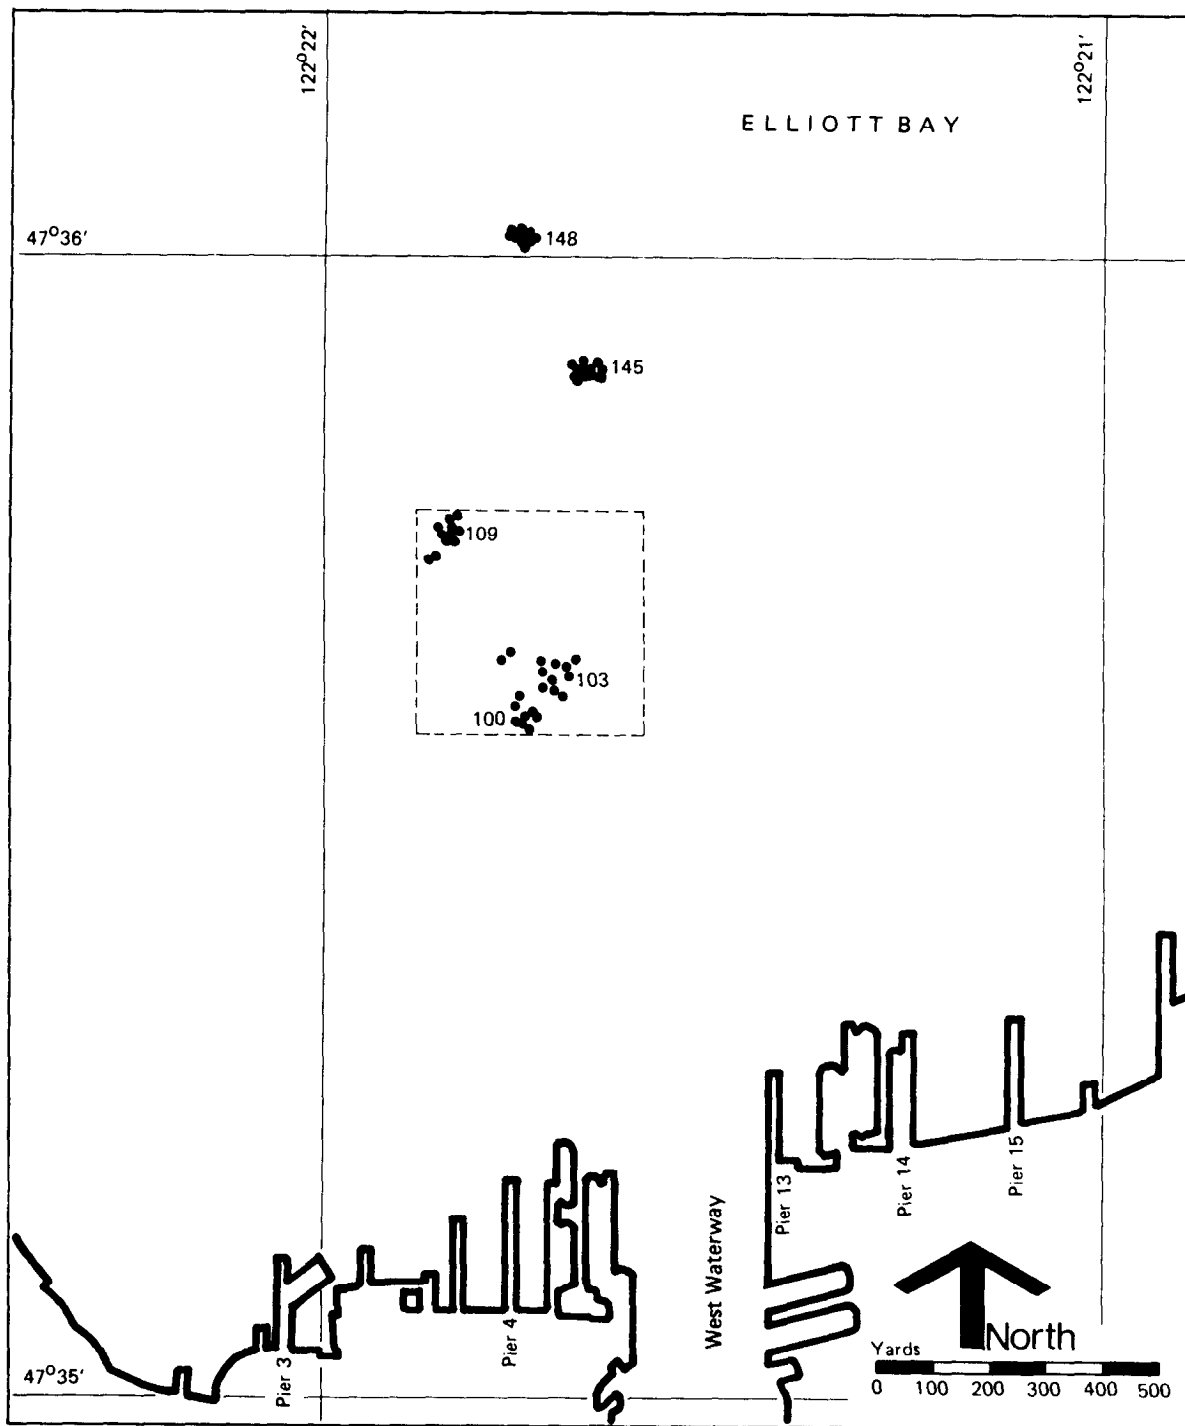 122°22'
122°21'
ELLIOTT BAY
47°36'
148
145
109
103
100
Pier 13
Pier 14
Pier 15
West Waterway
Pier 4
Pier 3
North
Yards
0 100 200 300 400 500
47°35'